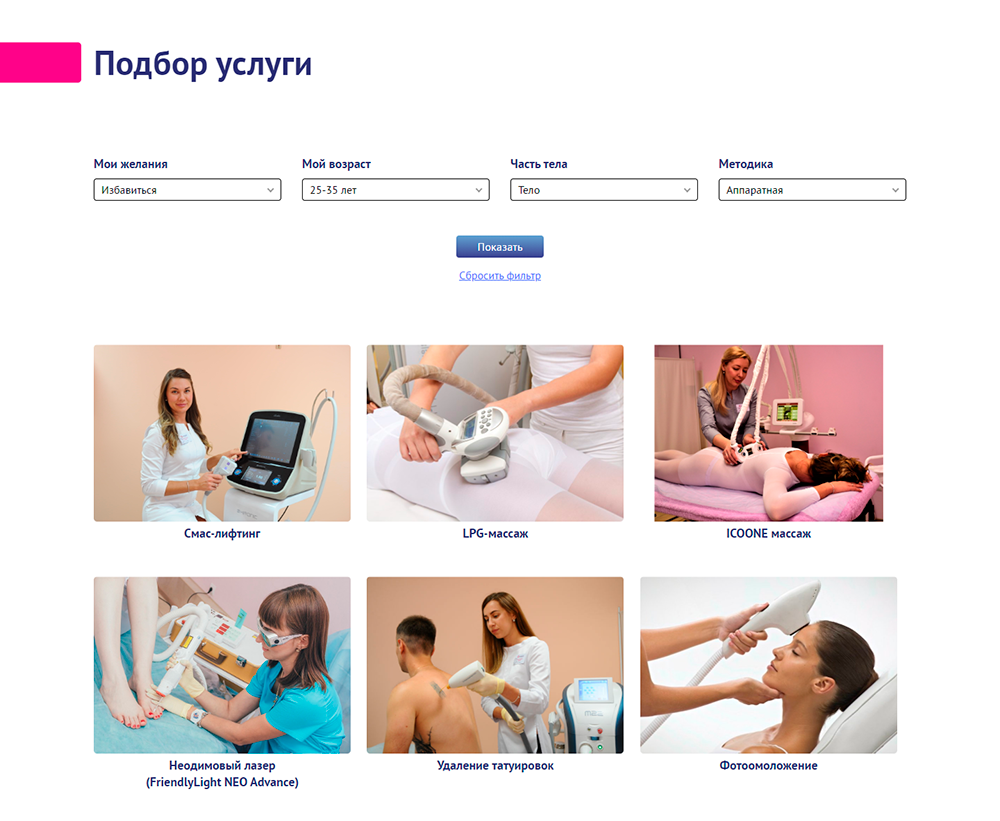 Подбор услуги
Мои желания
Мой возраст
Часть тела
Методика
Избавиться
25-35 лет
Тело
Аппаратная
Показать
Сбросить фильтр
Смас-лифтинг
LPG-массаж
ICOONE массаж
Неодимовый лазер
(FriendlyLight NEO Advance)
Удаление татуировок
Фотоомоложение